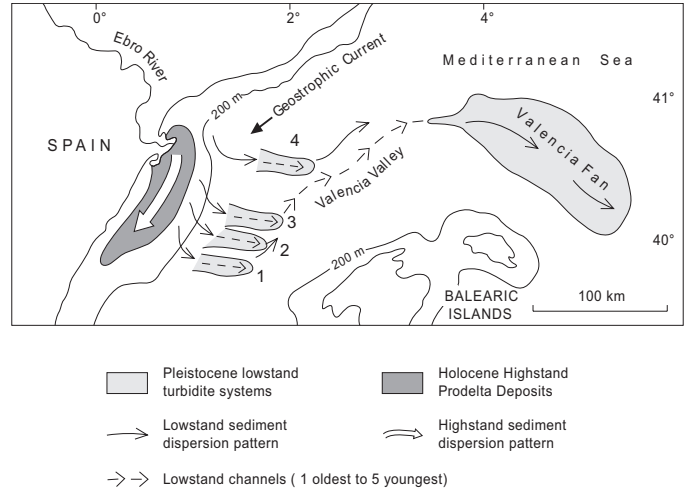 0°
2°
4°
Ebro River
200 m
Geostrophic Current
Mediterranean Sea
41°
SPAIN
4
Valencia Fan
Valencia Valley
3
2
1
40°
200 m
BALEARIC
ISLANDS
100 km
Pleistocene lowstand
turbidite systems
Holocene Highstand
Prodelta Deposits
Lowstand sediment
dispersion pattern
Highstand sediment
dispersion pattern
Lowstand channels ( 1 oldest to 5 youngest)